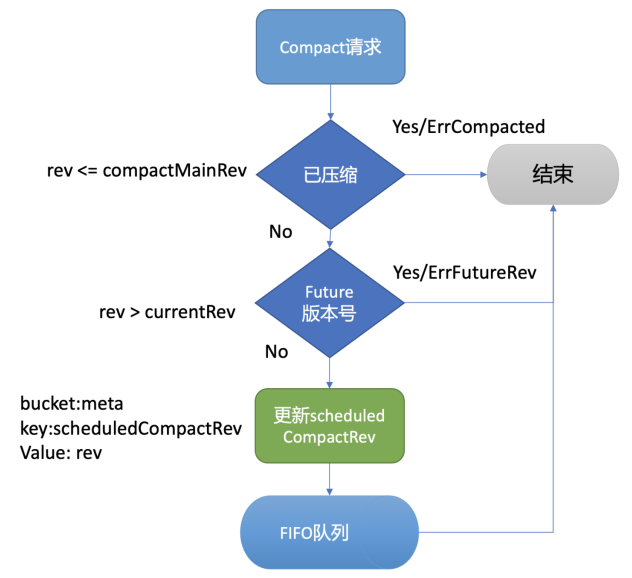 Compact请求
Yes/ErrCompacted
rev <= compactMainRev
已压缩
结束
No
Yes/ErrFutureRev
Future
版本号
rev > currentRev
No
bucket:meta
key:scheduledCompactRev
Value: rev
更新scheduled
CompactRev
FIFO队列